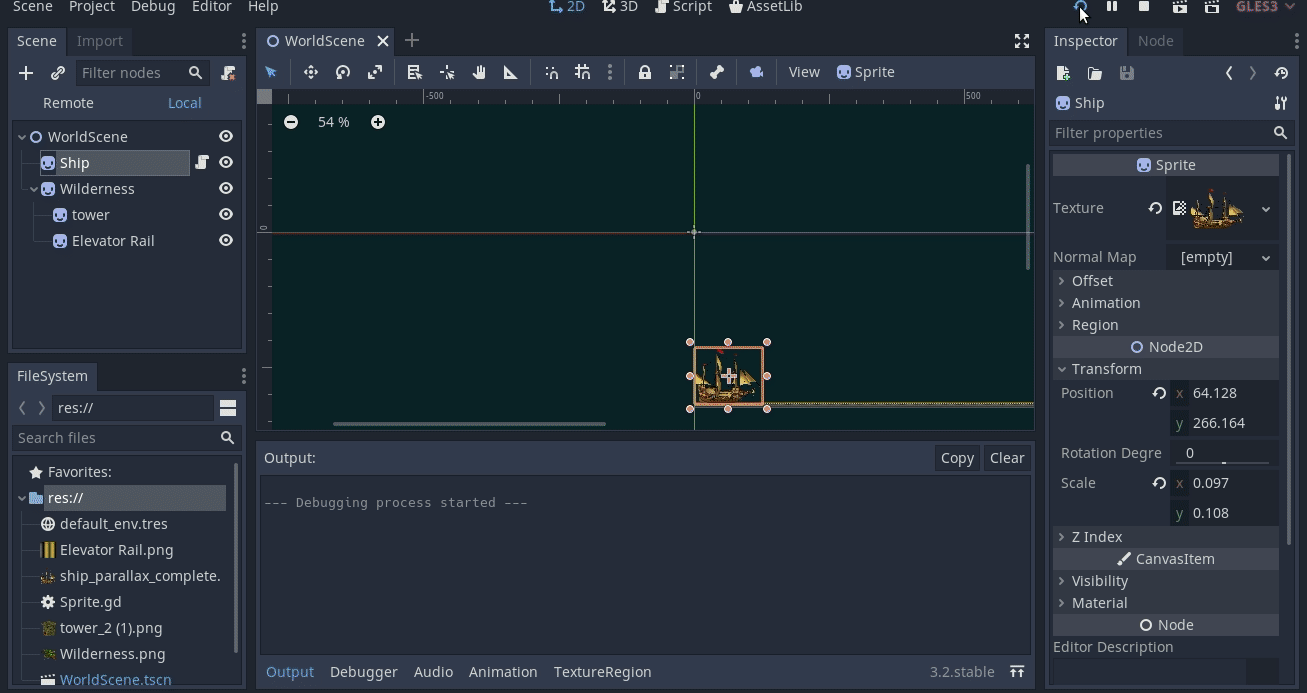 Scene Project Debug Editor Help 2D 3D Script AssetLib GLES3
Scene Import WorldScene Inspector Node
Filter nodes View Sprite
Remote Local
WorldScene
Ship
Wilderness
tower
Elevator Rail
-500 0 500
54 %
0
Ship
Filter properties
Sprite
Texture
Normal Map [empty]
Offset
Animation
Region
Node2D
Transform
Position x 64.128
y 266.164
Rotation Degre 0
Scale x 0.097
y 0.108
Z Index
CanvasItem
Visibility
Material
Node
Editor Description
FileSystem
res://
Search files
Favorites:
res://
default_env.tres
Elevator Rail.png
ship_parallax_complete.
Sprite.gd
tower_2 (1).png
Wilderness.png
WorldScene.tscn
Output: Copy Clear
--- Debugging process started ---
Output Debugger Audio Animation TextureRegion 3.2.stable